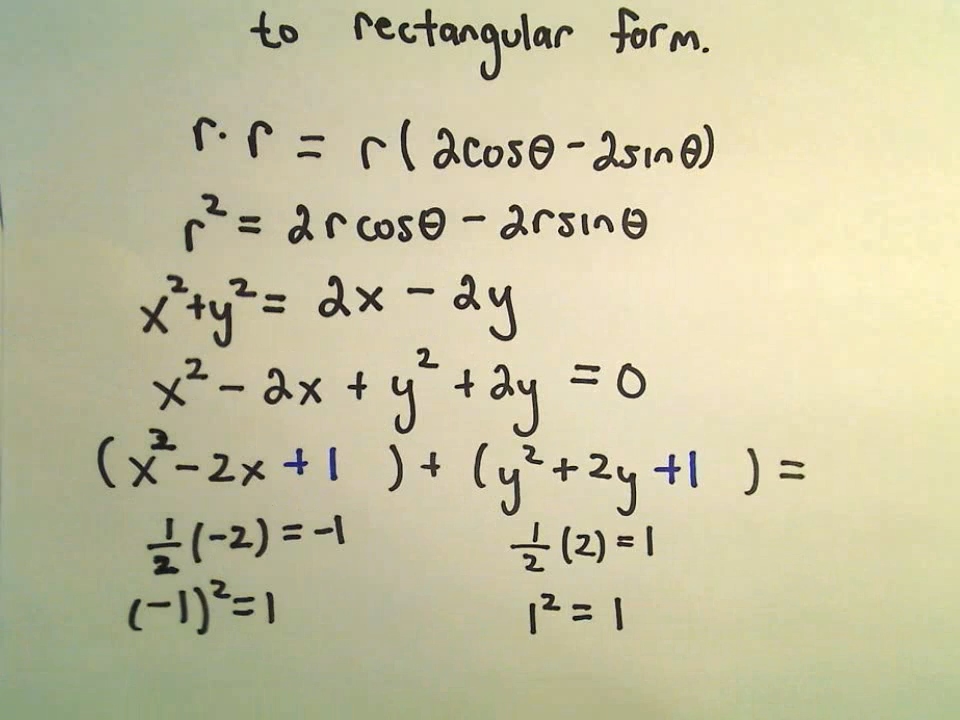 to rectangular form.
r · r = r(2cosθ - 2sinθ)
r² = 2rcosθ - 2rsinθ
x² + y² = 2x - 2y
x² - 2x + y² + 2y = 0
(x² - 2x + 1 ) + (y² + 2y + 1 ) =
1/2 (-2) = -1 1/2 (2) = 1
(-1)² = 1 1² = 1